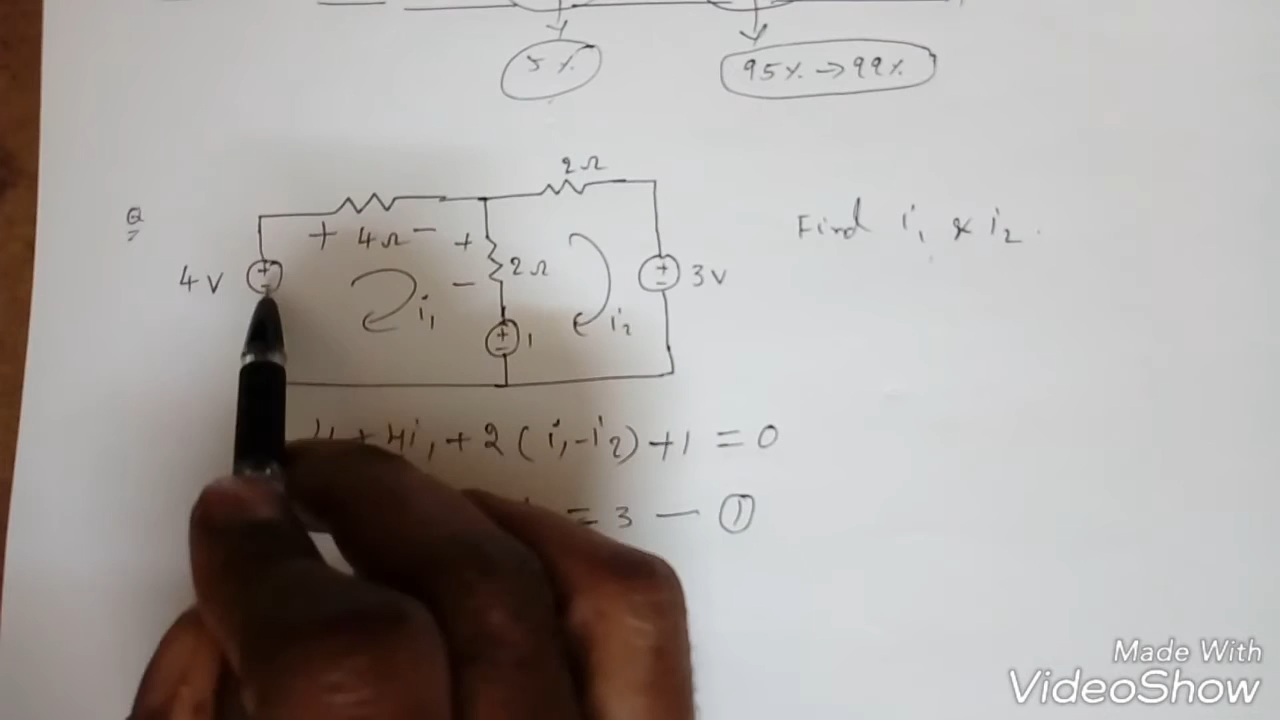 5%
95% → 99%
Q
2Ω
+ 4Ω -
+
2Ω
-
4V
+
-
i₁
+
-
1
i₂
+
-
3V
Find i₁ & i₂.
4i₁ + 2(i₁ - i₂) + 1 = 0
= 3 — ①
Made With
VideoShow